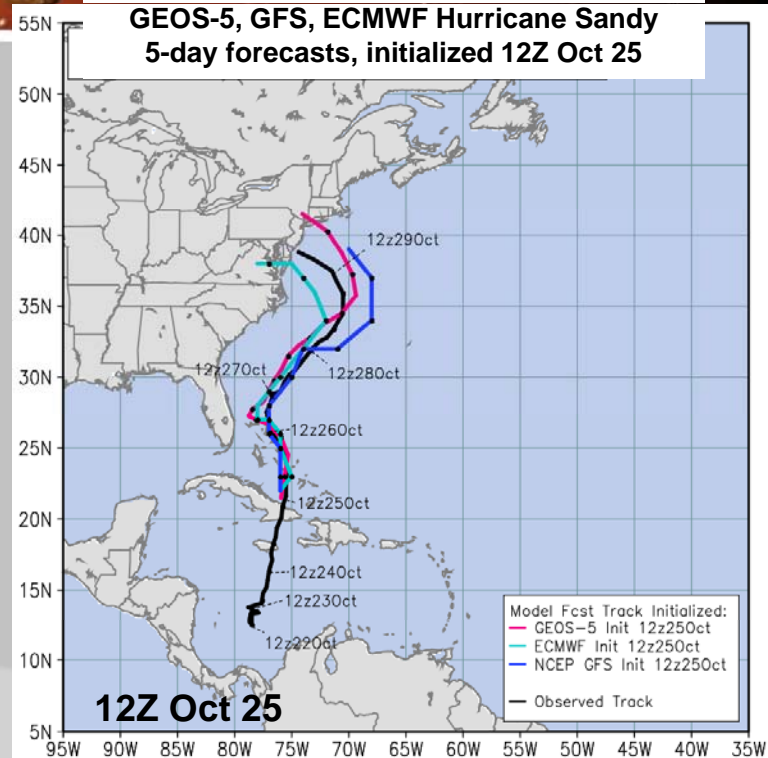 GEOS-5, GFS, ECMWF Hurricane Sandy
5-day forecasts, initialized 12Z Oct 25
55N
50N
45N
40N
35N
30N
25N
20N
15N
10N
5N
12z29Oct
12z27Oct
12z28Oct
12z26Oct
12z25Oct
12z24Oct
12z23Oct
12z22Oct
Model Fcst Track Initialized:
GEOS-5 Init 12z25Oct
ECMWF Init 12z25Oct
NCEP GFS Init 12z25Oct
Observed Track
12Z Oct 25
95W 90W 85W 80W 75W 70W 65W 60W 55W 50W 45W 40W 35W